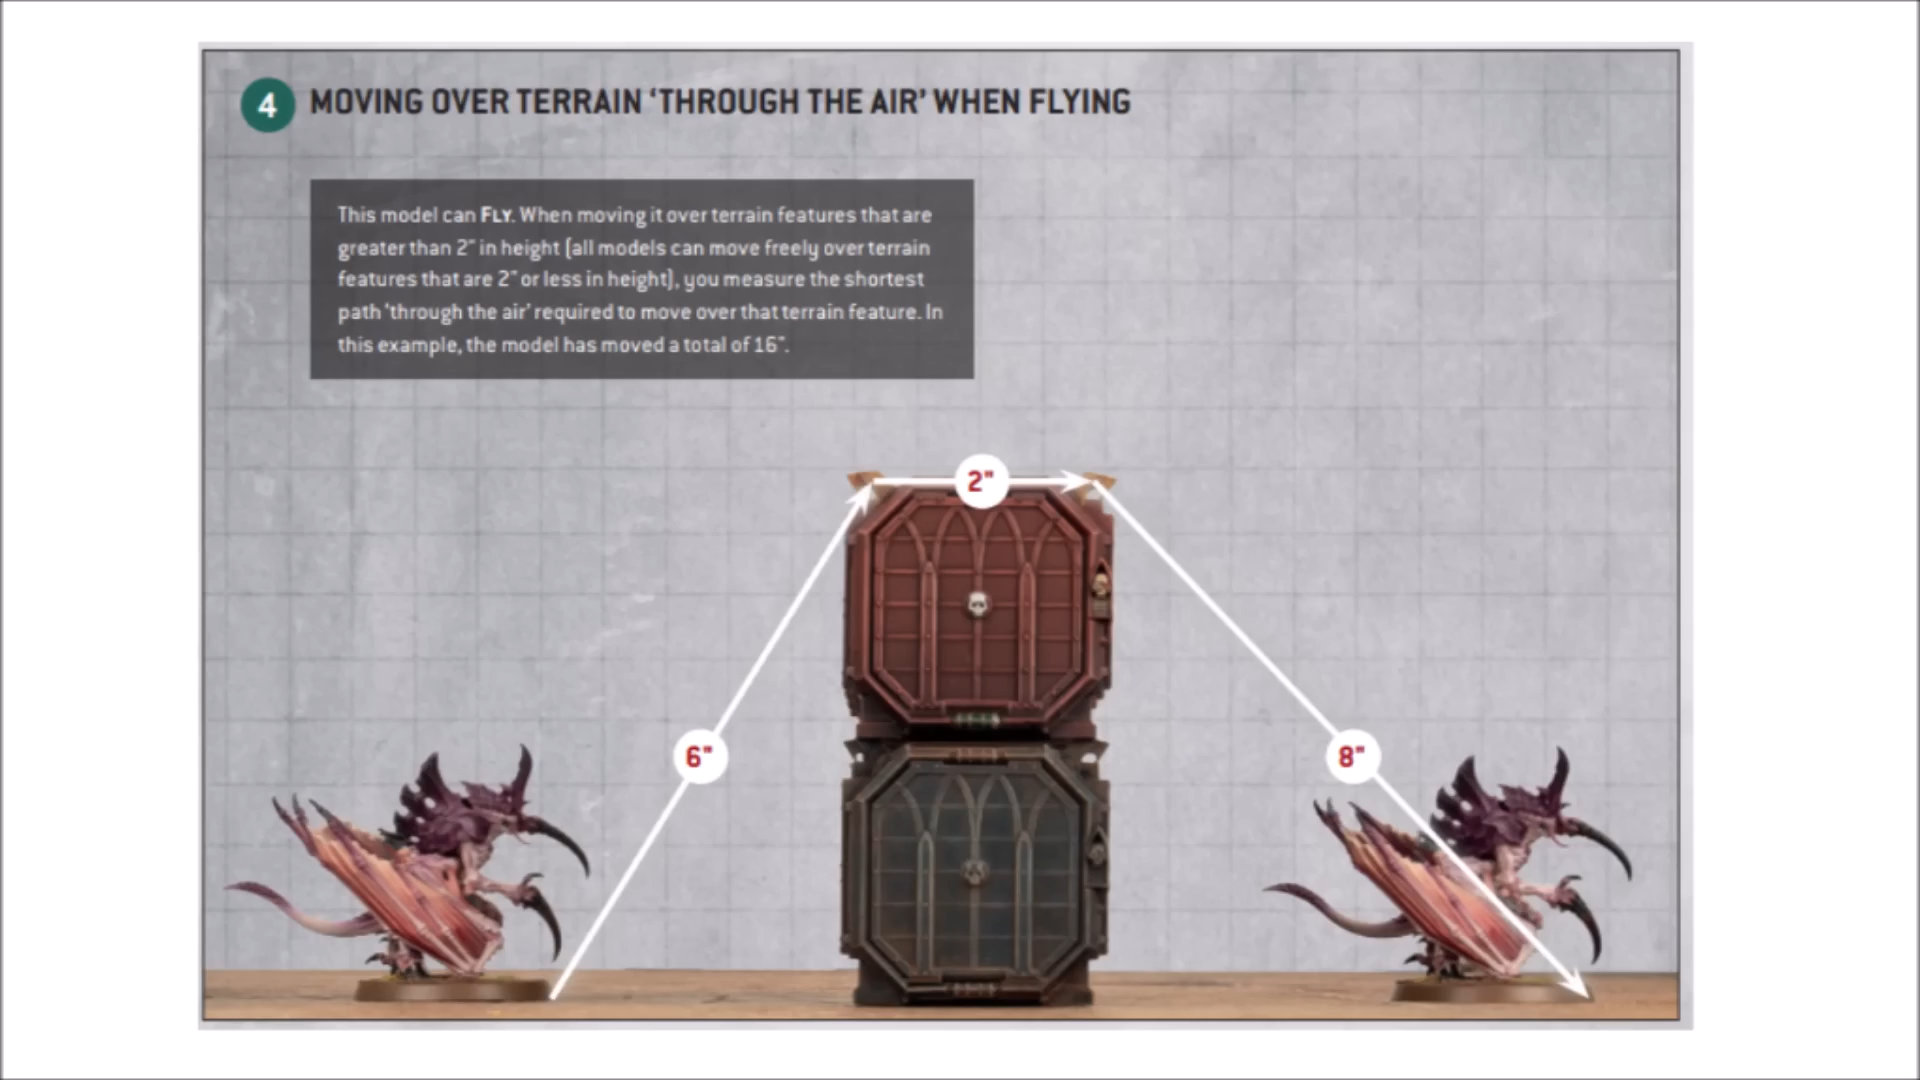 4 MOVING OVER TERRAIN ‘THROUGH THE AIR’ WHEN FLYING
This model can FLY. When moving it over terrain features that are
greater than 2" in height (all models can move freely over terrain
features that are 2" or less in height), you measure the shortest
path ‘through the air’ required to move over that terrain feature. In
this example, the model has moved a total of 16".
2"
6"
8"